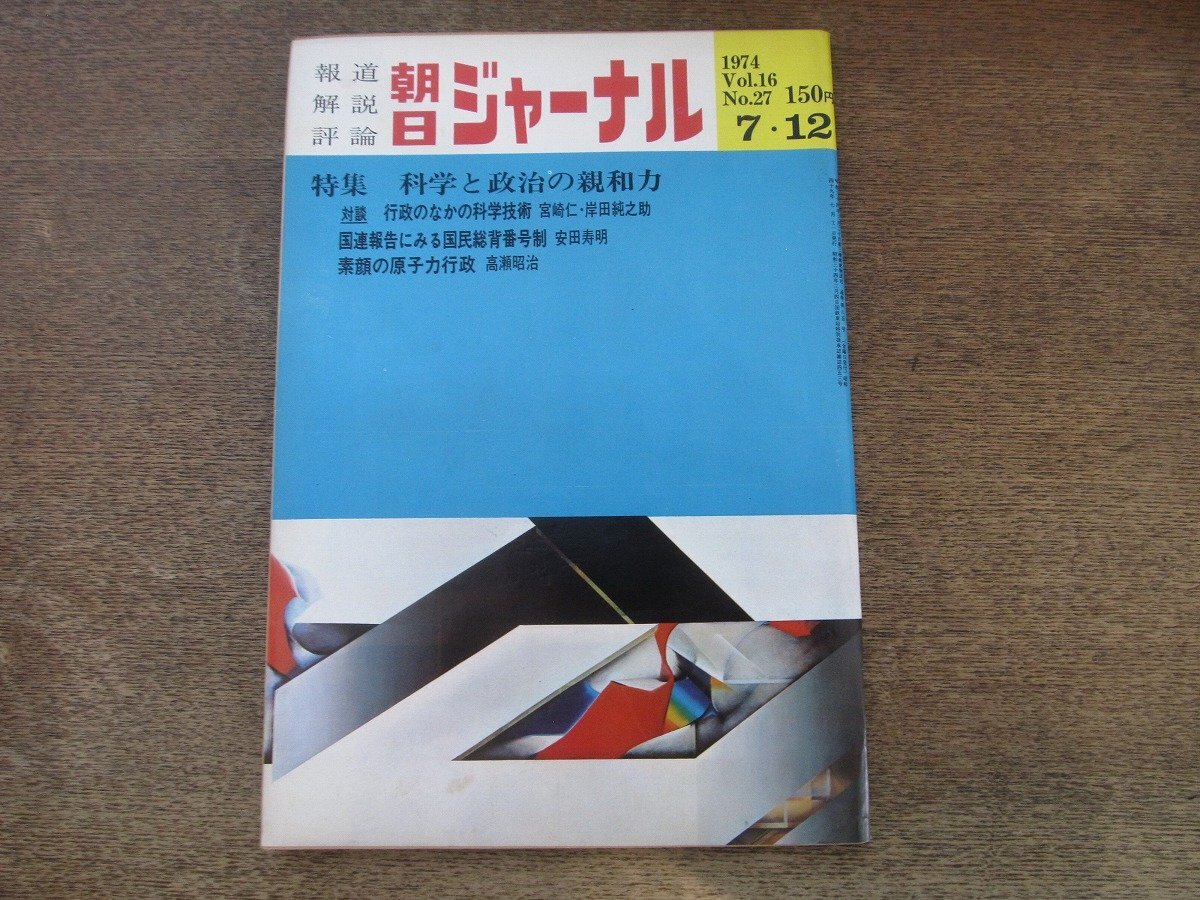 報道
解説
評論
朝日ジャーナル
1974
Vol.16
No.27 150円
7・12
特集 科学と政治の親和力
対談 行政のなかの科学技術 宮崎仁・岸田純之助
国連報告にみる国民総背番号制 安田寿明
素顔の原子力行政 高瀬昭治